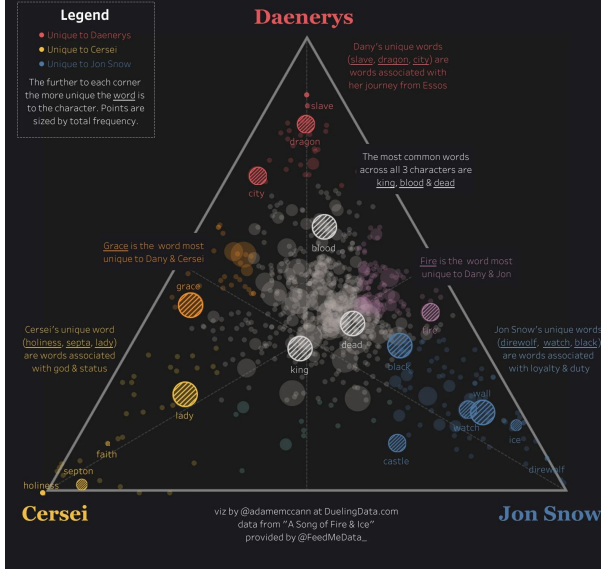 Daenerys
Legend
Unique to Daenerys
Unique to Cersei
Unique to Jon Snow
The further to each corner
the more unique the word is
to the character. Points are
sized by total frequency.
Dany's unique words
(slave, dragon, city) are
words associated with
her journey from Essos
slave
dragon
The most common words
across all 3 characters are
king, blood & dead
city
blood
Grace is the word most
unique to Dany & Cersei
Fire is the word most
unique to Dany & Jon
grace
fire
Cersei's unique word
(holiness, septa, lady)
are words associated
with god & status
Jon Snow's unique words
(direwolf, watch, black)
are words associated
with loyalty & duty
dead
king
black
lady
wall
watch
ice
faith
castle
septon
direwolf
holiness
Cersei
Jon Snow
viz by @adamemccann at DuelingData.com
data from "A Song of Fire & Ice"
provided by @FeedMeData_